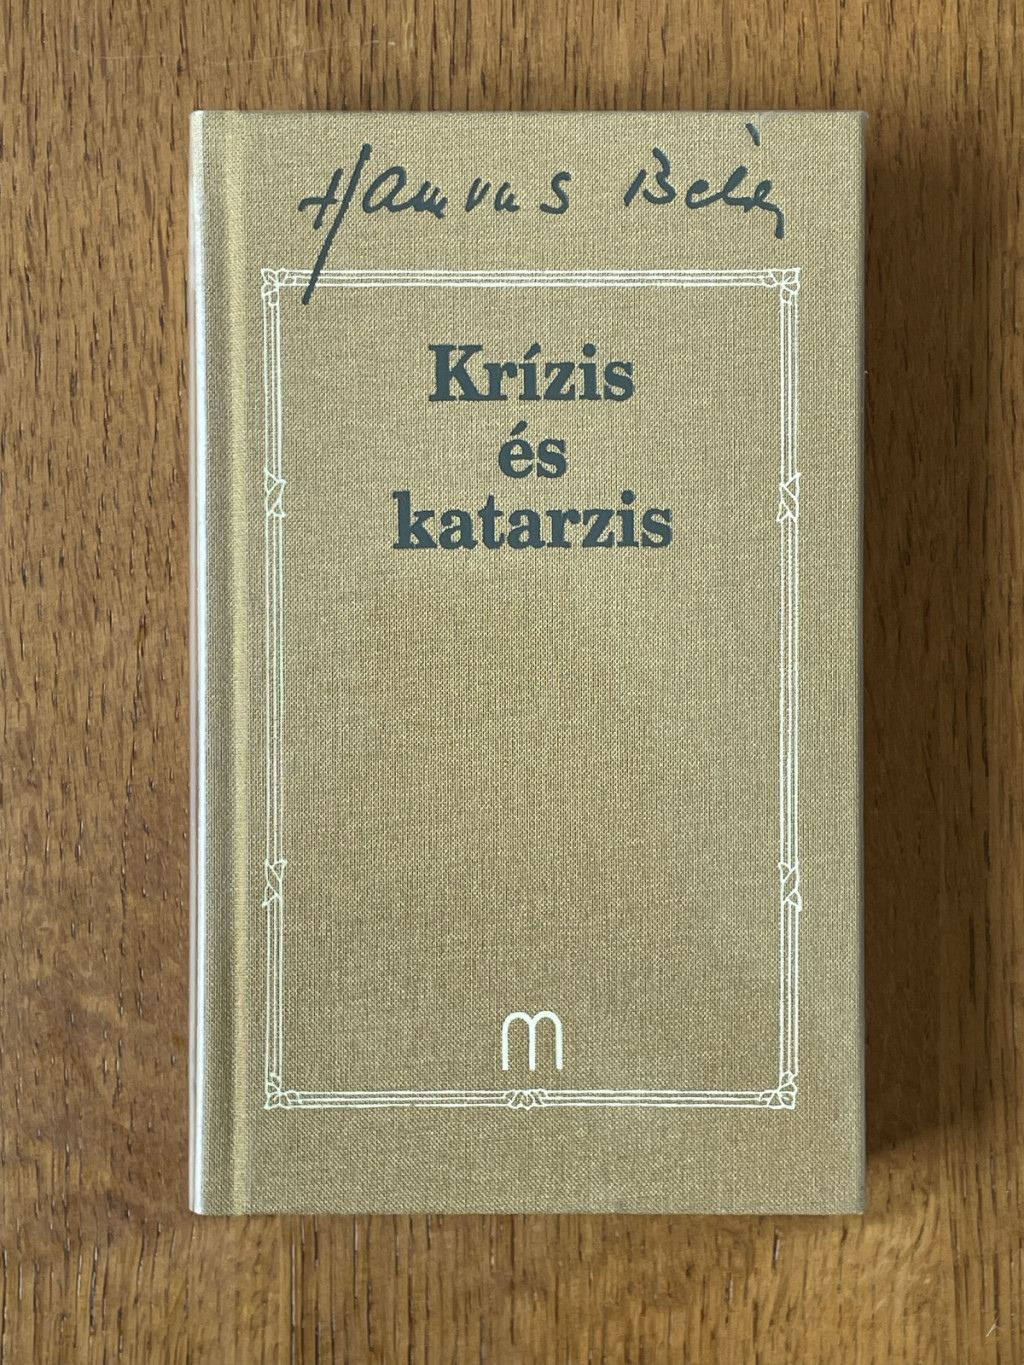 Hamvas Béla
Krízis
és
katarzis
m